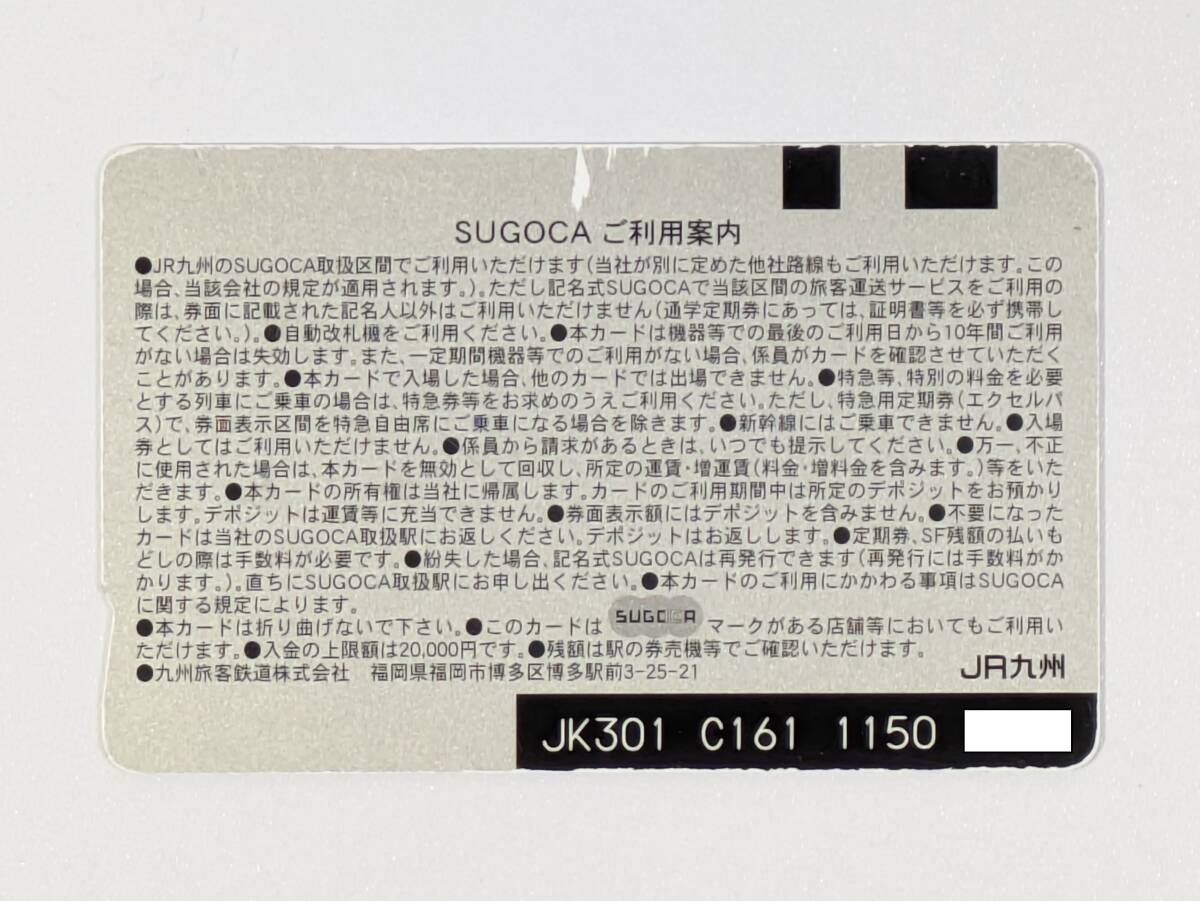 SUGOCA ご利用案内
●JR九州のSUGOCA取扱区間でご利用いただけます(当社が別に定めた他社路線もご利用いただけます。この
場合、当該会社の規定が適用されます。)。ただし記名式SUGOCAで当該区間の旅客運送サービスをご利用の
際は、券面に記載された記名人以外はご利用いただけません(通学定期券にあっては、証明書等を必ず携帯し
てください。)。●自動改札機をご利用ください。●本カードは機器等での最後のご利用日から10年間ご利用
がない場合は失効します。また、一定期間機器等でのご利用がない場合、係員がカードを確認させていただく
ことがあります。●本カードで入場した場合、他のカードでは出場できません。●特急等、特別の料金を必要
とする列車にご乗車の場合は、特急券等をお求めのうえご利用ください。ただし、特急用定期券(エクセルパ
ス)で、券面表示区間を特急自由席にご乗車になる場合を除きます。●新幹線にはご乗車できません。●入場
券としてはご利用いただけません。●係員から請求があるときは、いつでも提示してください。●万一、不正
に使用された場合は、本カードを無効として回収し、所定の運賃・増運賃(料金・増料金を含みます。)等をいた
だきます。●本カードの所有権は当社に帰属します。カードのご利用期間中は所定のデポジットをお預かり
します。デポジットは運賃等に充当できません。●券面表示額にはデポジットを含みません。●不要になった
カードは当社のSUGOCA取扱駅にお返しください。デポジットはお返しします。●定期券、SF残額の払いも
どしの際は手数料が必要です。●紛失した場合、記名式SUGOCAは再発行できます(再発行には手数料がか
かります。)。直ちにSUGOCA取扱駅にお申し出ください。●本カードのご利用にかかわる事項はSUGOCA
に関する規定によります。
●本カードは折り曲げないで下さい。●このカードは SUGOCA マークがある店舗等においてもご利用い
ただけます。●入金の上限額は20,000円です。●残額は駅の券売機等でご確認いただけます。
●九州旅客鉄道株式会社 福岡県福岡市博多区博多駅前3-25-21
JR九州
JK301 C161 1150